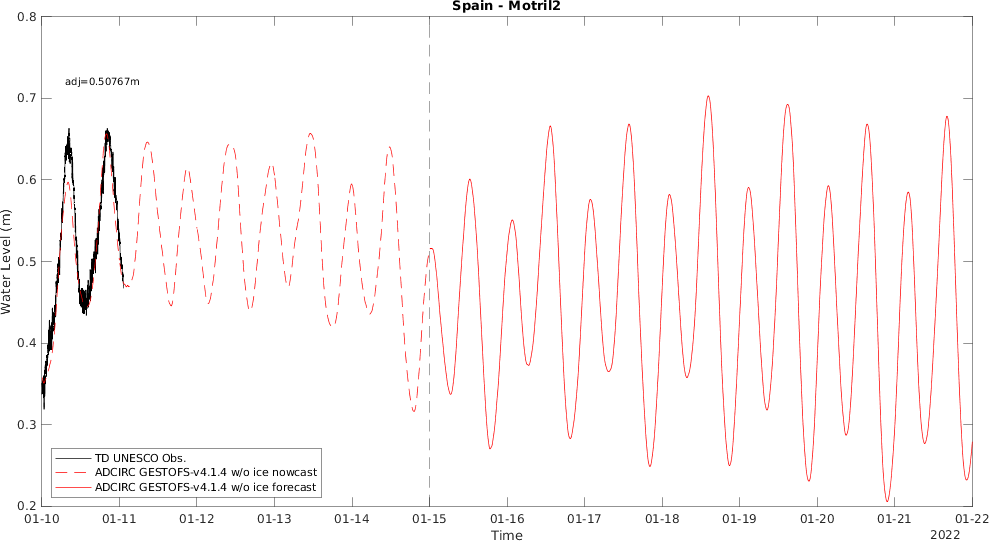 Spain - Motril2
adj=0.50767m
Water Level (m)
0.8
0.7
0.6
0.5
0.4
0.3
0.2
TD UNESCO Obs.
ADCIRC GESTOFS-v4.1.4 w/o ice nowcast
ADCIRC GESTOFS-v4.1.4 w/o ice forecast
01-10 01-11 01-12 01-13 01-14 01-15 01-16 01-17 01-18 01-19 01-20 01-21 01-22
Time
2022